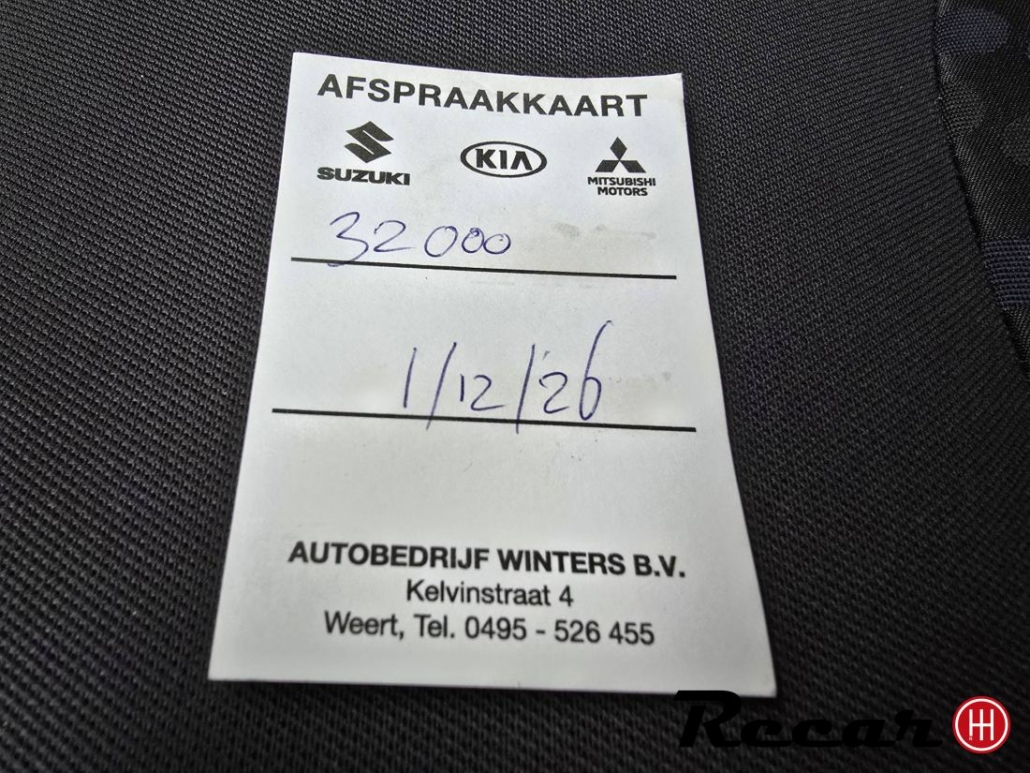 AFSPRAAKKAART
SUZUKI KIA MITSUBISHI MOTORS
32000
1/12/26
AUTOBEDRIJF WINTERS B.V.
Kelvinstraat 4
Weert, Tel. 0495 - 526 455
Recar H